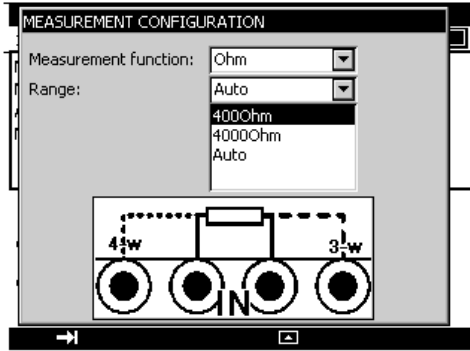 MEASUREMENT CONFIGURATION
Measurement function: Ohm
Range: Auto
400Ohm
4000Ohm
Auto
4-w 3-w
IN